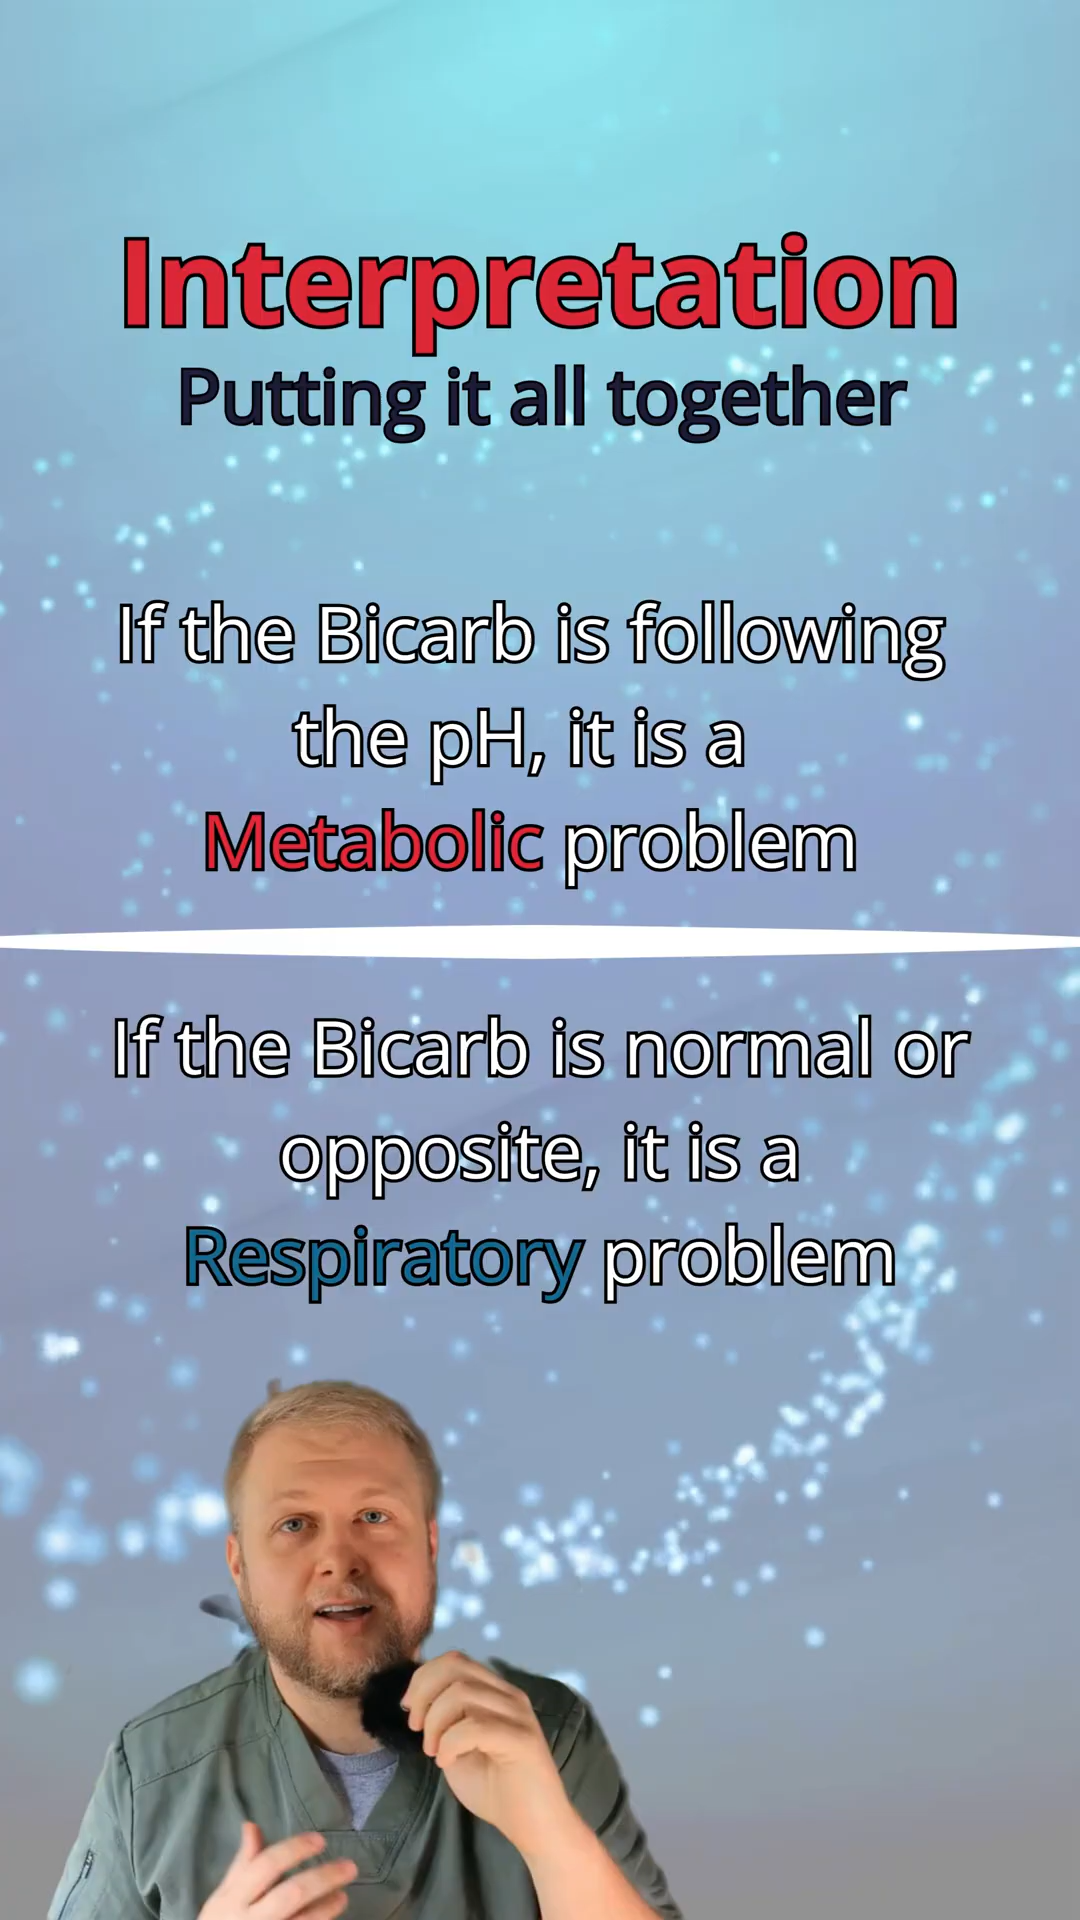 Interpretation
Putting it all together
If the Bicarb is following
the pH, it is a
Metabolic problem
If the Bicarb is normal or
opposite, it is a
Respiratory problem